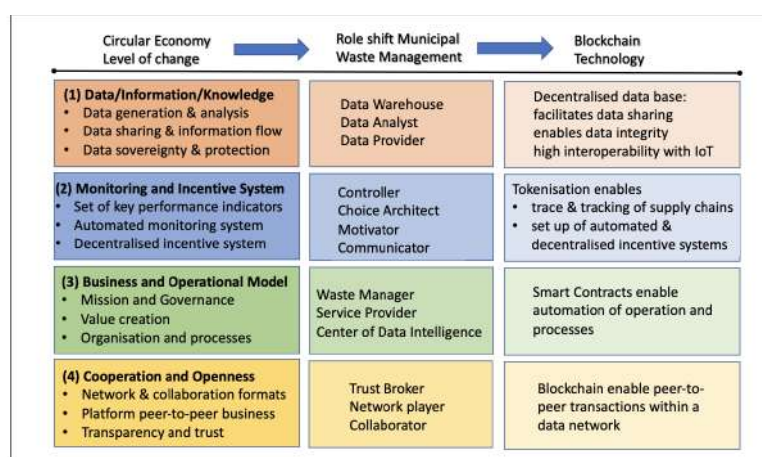 Circular Economy
Level of change
Role shift Municipal
Waste Management
Blockchain
Technology
(1) Data/Information/Knowledge
• Data generation & analysis
• Data sharing & information flow
• Data sovereignty & protection
Data Warehouse
Data Analyst
Data Provider
Decentralised data base:
facilitates data sharing
enables data integrity
high interoperability with IoT
(2) Monitoring and Incentive System
• Set of key performance indicators
• Automated monitoring system
• Decentralised incentive system
Controller
Choice Architect
Motivator
Communicator
Tokenisation enables
• trace & tracking of supply chains
• set up of automated &
decentralised incentive systems
(3) Business and Operational Model
• Mission and Governance
• Value creation
• Organisation and processes
Waste Manager
Service Provider
Center of Data Intelligence
Smart Contracts enable
automation of operation and
processes
(4) Cooperation and Openness
• Network & collaboration formats
• Platform peer-to-peer business
• Transparency and trust
Trust Broker
Network player
Collaborator
Blockchain enable peer-to-
peer transactions within a
data network